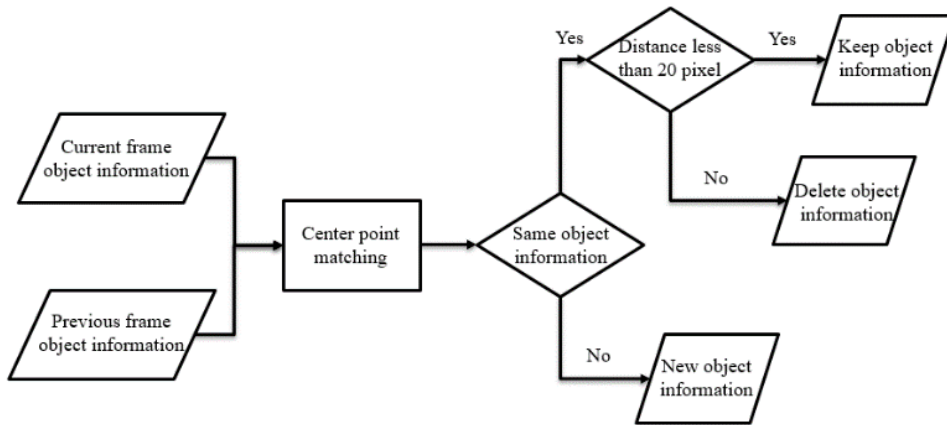 Current frame
object information
Previous frame
object information
Center point
matching
Same object
information
Yes
Distance less
than 20 pixel
Yes
Keep object
information
No
Delete object
information
No
New object
information